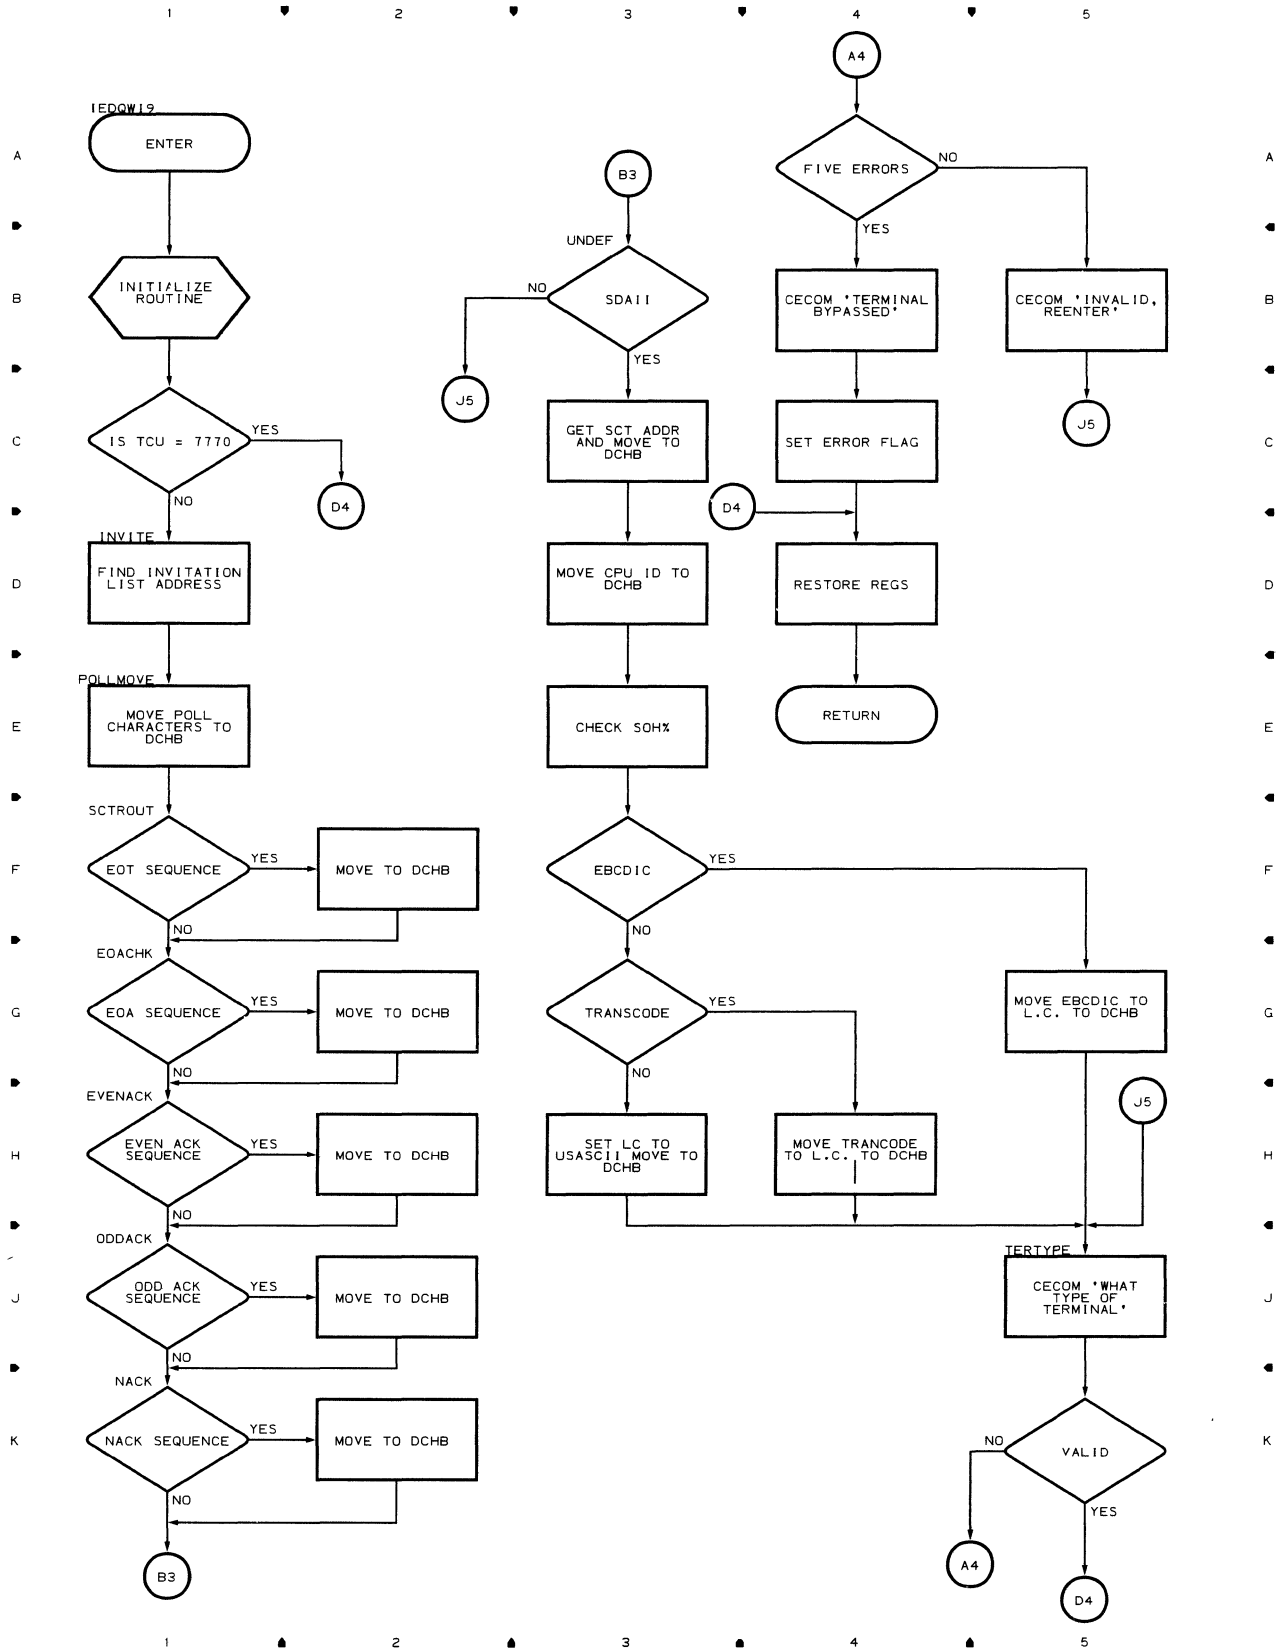 1 2 3 4 5
A4
IEDQW19
ENTER
A
FIVE ERRORS
NO
A
B3
YES
UNDEF
B
INITIALIZE
ROUTINE
NO
SDAII
CECOM 'TERMINAL
BYPASSED'
CECOM 'INVALID,
REENTER'
B
YES
J5
J5
C
IS TCU = 7770
YES
GET SCT ADDR
AND MOVE TO
DCHB
SET ERROR FLAG
C
NO
D4
D4
INVITE
D
FIND INVITATION
LIST ADDRESS
MOVE CPU ID TO
DCHB
RESTORE REGS
D
POLLMOVE
E
MOVE POLL
CHARACTERS TO
DCHB
CHECK SOH%
RETURN
E
SCTROUT
F
EOT SEQUENCE
YES
MOVE TO DCHB
EBCDIC
YES
F
NO
NO
EOACHK
G
EOA SEQUENCE
YES
MOVE TO DCHB
TRANSCODE
YES
MOVE EBCDIC TO
L.C. TO DCHB
G
NO
NO
EVENACK
J5
H
EVEN ACK
SEQUENCE
YES
MOVE TO DCHB
SET LC TO
USASCII MOVE TO
DCHB
MOVE TRANCODE
TO L.C. TO DCHB
H
NO
ODDACK
TERTYPE
J
ODD ACK
SEQUENCE
YES
MOVE TO DCHB
CECOM 'WHAT
TYPE OF
TERMINAL'
J
NO
NACK
K
NACK SEQUENCE
YES
MOVE TO DCHB
NO
VALID
K
NO
YES
B3
A4
D4
1 2 3 4 5